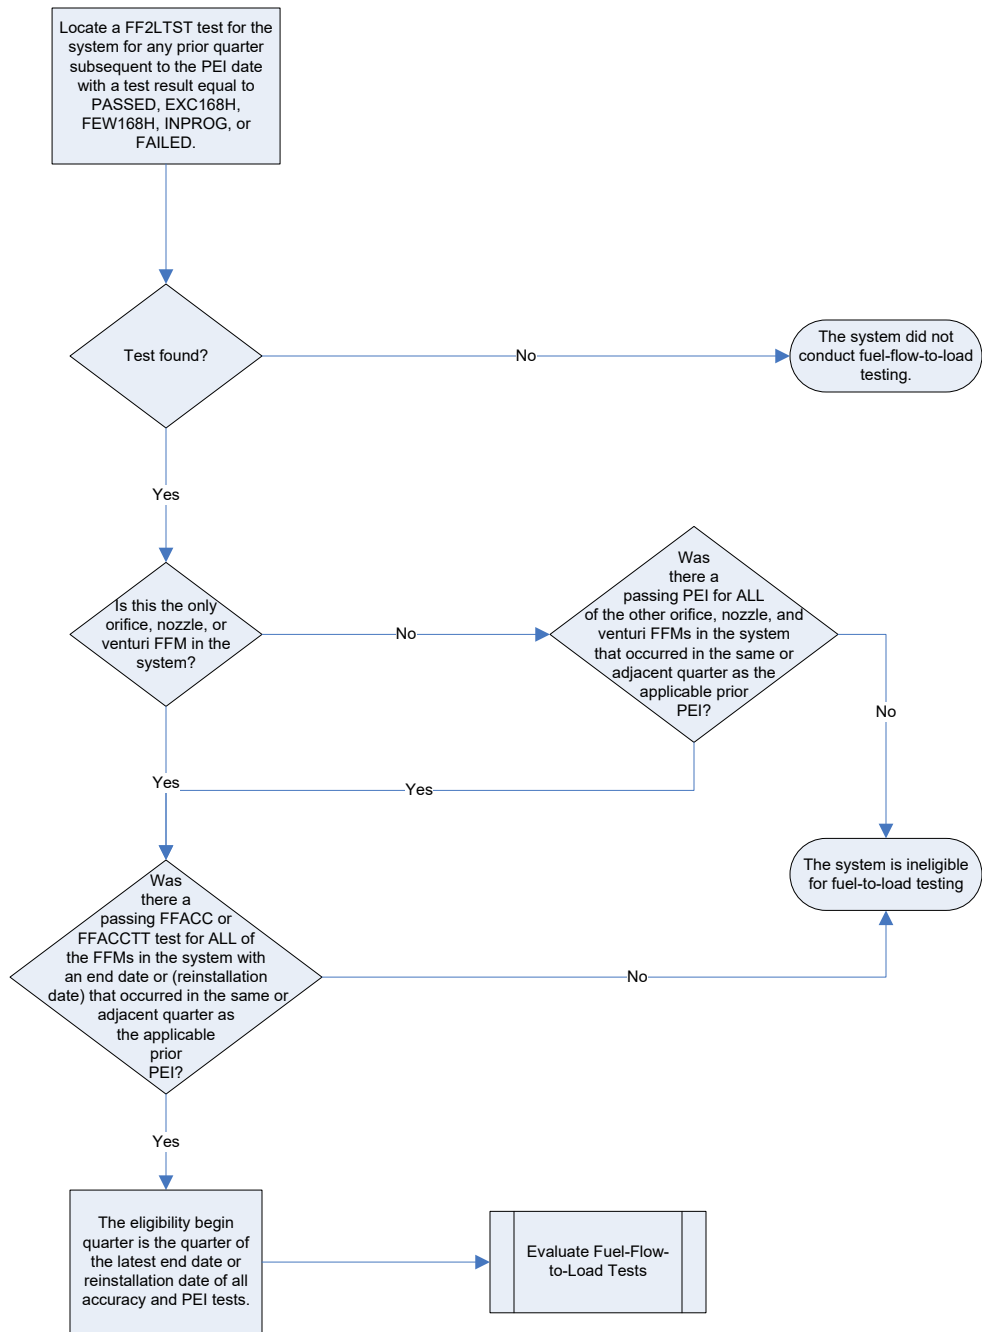 Locate a FF2LTST test for the
system for any prior quarter
subsequent to the PEI date
with a test result equal to
PASSED, EXC168H,
FEW168H, INPROG, or
FAILED.
Test found?
No
The system did not
conduct fuel-flow-to-load
testing.
Yes
Is this the only
orifice, nozzle, or
venturi FFM in the
system?
No
Was
there a
passing PEI for ALL
of the other orifice, nozzle, and
venturi FFMs in the system
that occurred in the same or
adjacent quarter as the
applicable prior
PEI?
No
Yes
Yes
The system is ineligible
for fuel-to-load testing
Was
there a
passing FFACC or
FFACCTT test for ALL of
the FFMs in the system with
an end date or (reinstallation
date) that occurred in the same or
adjacent quarter as
the applicable
prior
PEI?
No
Yes
The eligibility begin
quarter is the quarter of
the latest end date or
reinstallation date of all
accuracy and PEI tests.
Evaluate Fuel-Flow-
to-Load Tests